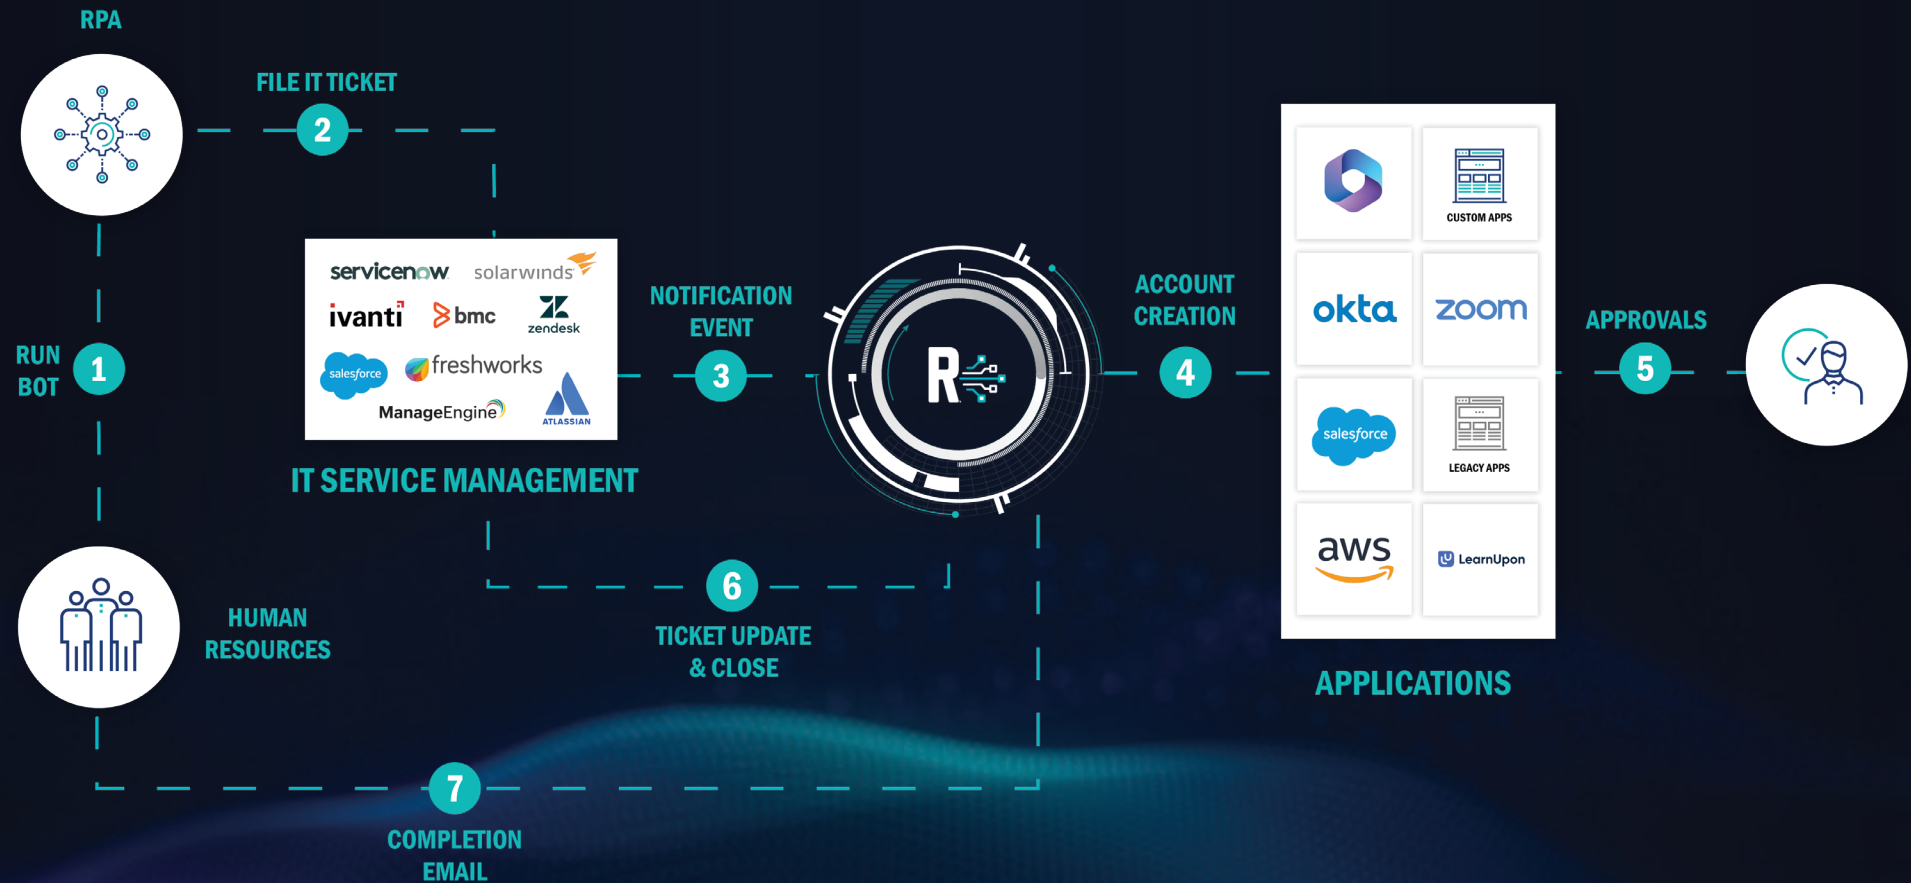 RPA
FILE IT TICKET
2
servicenow
solarwinds
ivanti
bmc
zendesk
salesforce
freshworks
ManageEngine
ATLASSIAN
IT SERVICE MANAGEMENT
RUN
BOT
1
HUMAN
RESOURCES
NOTIFICATION
EVENT
3
R
ACCOUNT
CREATION
4
CUSTOM APPS
okta
zoom
salesforce
LEGACY APPS
aws
LearnUpon
APPLICATIONS
APPROVALS
5
6
TICKET UPDATE
& CLOSE
7
COMPLETION
EMAIL